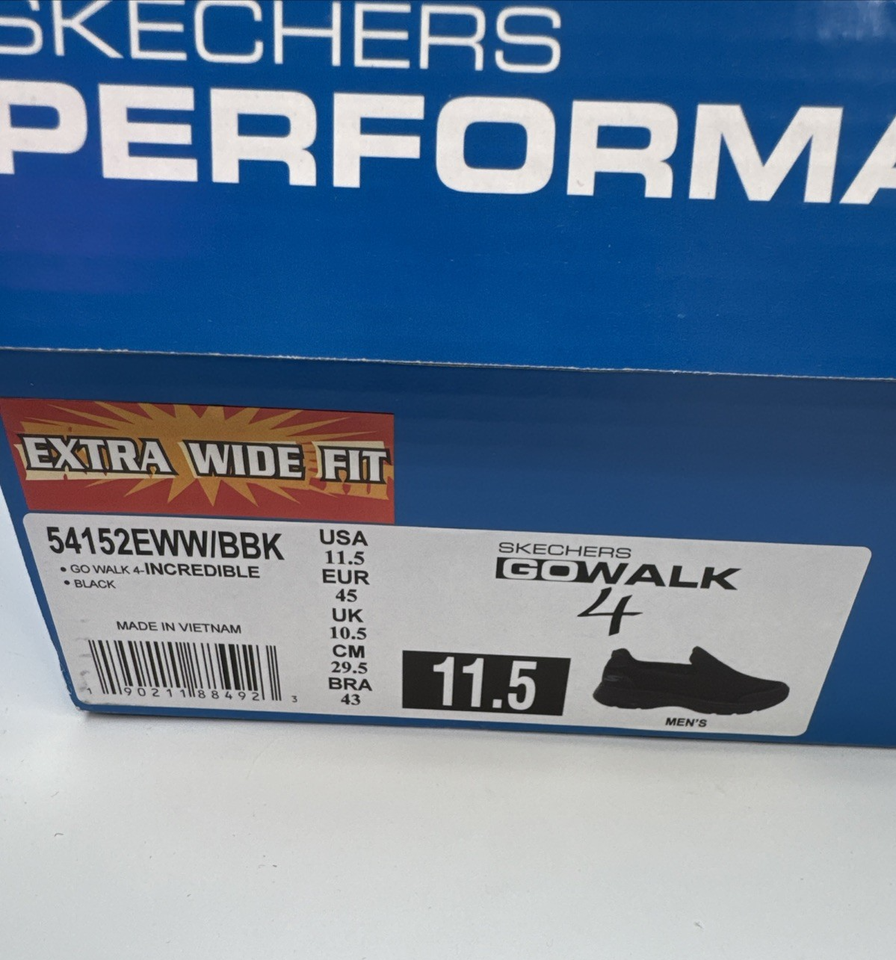 SKECHERS
PERFORMA
EXTRA WIDE FIT
54152EWW/BBK
• GO WALK 4-INCREDIBLE
• BLACK
MADE IN VIETNAM
1 90211 88492 3
USA
11.5
EUR
45
UK
10.5
CM
29.5
BRA
43
SKECHERS
GOWALK
4
11.5
MEN'S